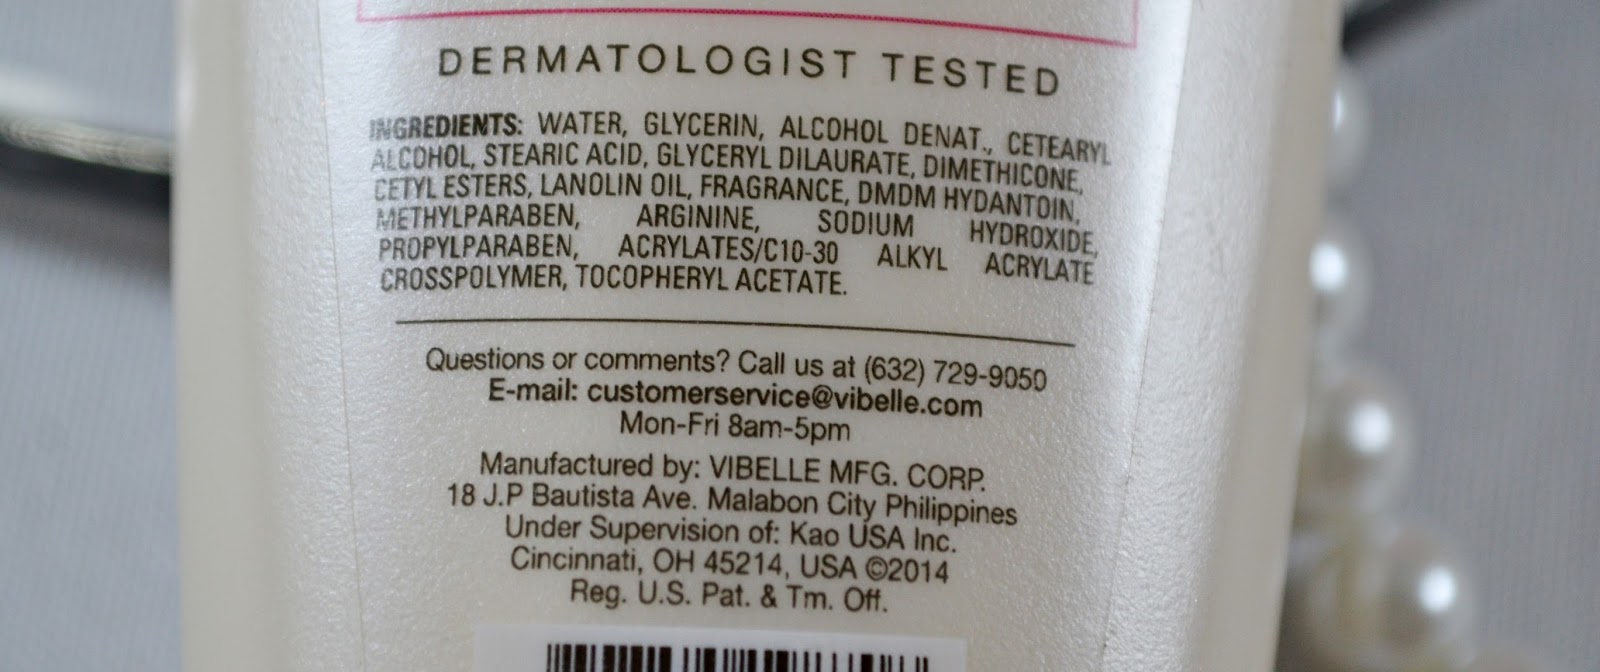 DERMATOLOGIST TESTED
INGREDIENTS: WATER, GLYCERIN, ALCOHOL DENAT., CETEARYL
ALCOHOL, STEARIC ACID, GLYCERYL DILAURATE, DIMETHICONE,
CETYL ESTERS, LANOLIN OIL, FRAGRANCE, DMDM HYDANTOIN,
METHYLPARABEN, ARGININE, SODIUM HYDROXIDE,
PROPYLPARABEN, ACRYLATES/C10-30 ALKYL ACRYLATE
CROSSPOLYMER, TOCOPHERYL ACETATE.
Questions or comments? Call us at (632) 729-9050
E-mail: customerservice@vibelle.com
Mon-Fri 8am-5pm
Manufactured by: VIBELLE MFG. CORP.
18 J.P Bautista Ave. Malabon City Philippines
Under Supervision of: Kao USA Inc.
Cincinnati, OH 45214, USA ©2014
Reg. U.S. Pat. & Tm. Off.